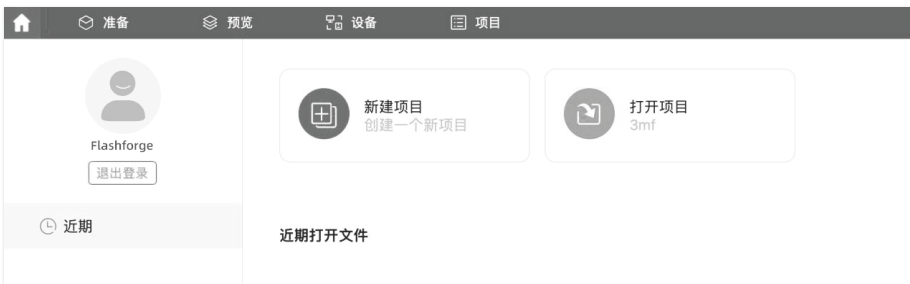 准备 预览 设备 项目
Flashforge
退出登录
近期
新建项目
创建一个新项目
打开项目
3mf
近期打开文件